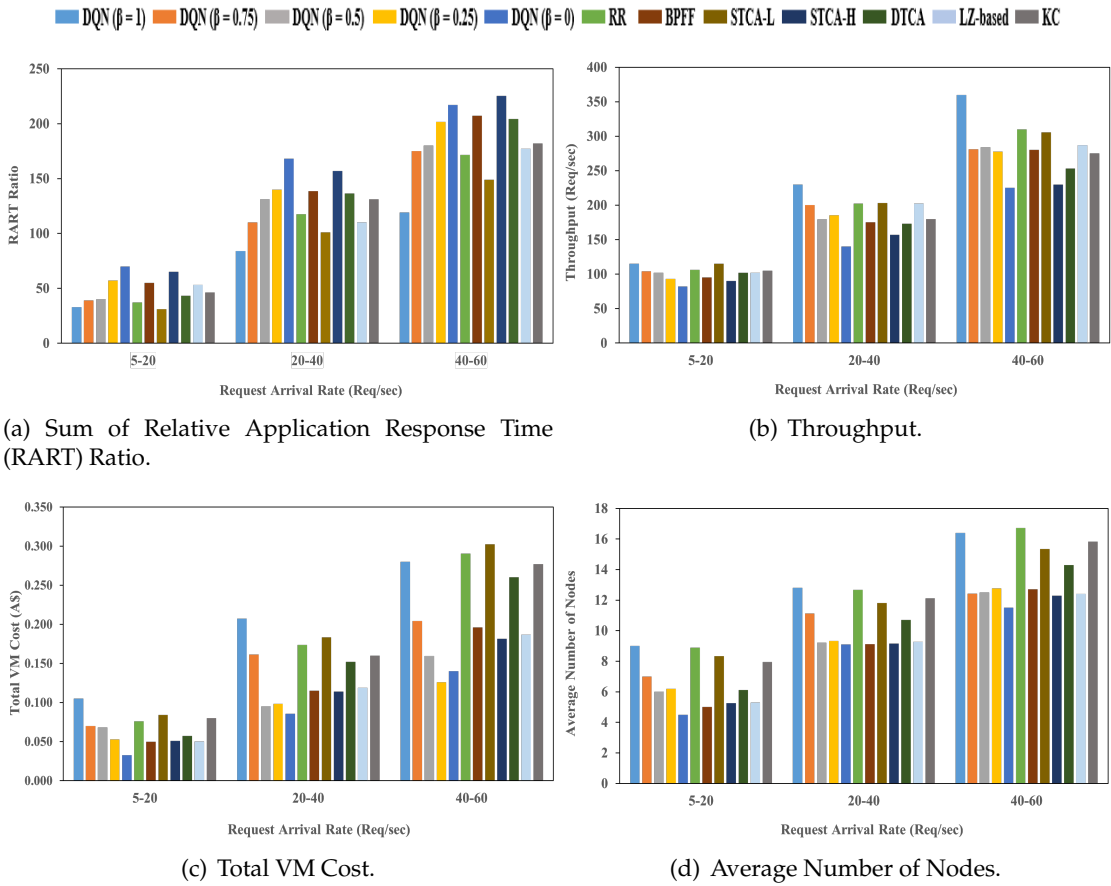 DQN (β = 1) DQN (β = 0.75) DQN (β = 0.5) DQN (β = 0.25) DQN (β = 0) RR BPFF STCA-L STCA-H DTCA LZ-based KC
250
200
150
100
50
0
RART Ratio
5-20 20-40 40-60
Request Arrival Rate (Req/sec)
(a) Sum of Relative Application Response Time
(RART) Ratio.
400
350
300
250
200
150
100
50
0
Throughput (Req/sec)
5-20 20-40 40-60
Request Arrival Rate (Req/sec)
(b) Throughput.
0.350
0.300
0.250
0.200
0.150
0.100
0.050
0.000
Total VM Cost (A$)
5-20 20-40 40-60
Request Arrival Rate (Req/sec)
(c) Total VM Cost.
18
16
14
12
10
8
6
4
2
0
Average Number of Nodes
5-20 20-40 40-60
Request Arrival Rate (Req/sec)
(d) Average Number of Nodes.